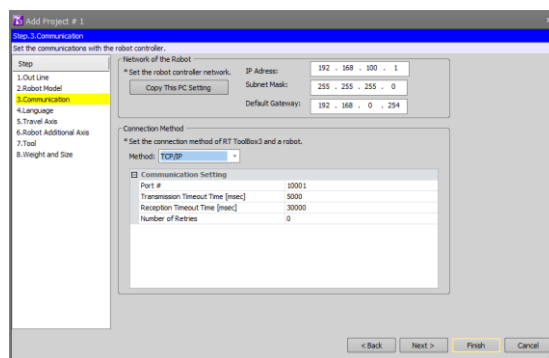 Add Project # 1
Step.3.Communication
Set the communications with the robot controller.
Step
1.Out Line
2.Robot Model
3.Communication
4.Language
5.Travel Axis
6.Robot Additional Axis
7.Tool
8.Weight and Size
Network of the Robot
* Set the robot controller network.
Copy This PC Setting
IP Adress: 192 . 168 . 100 . 1
Subnet Mask: 255 . 255 . 255 . 0
Default Gateway: 192 . 168 . 0 . 254
Connection Method
* Set the connection method of RT ToolBox3 and a robot.
Method: TCP/IP
Communication Setting
Port # 10001
Transmission Timeout Time [msec] 5000
Reception Timeout Time [msec] 30000
Number of Retries 0
< Back Next > Finish Cancel